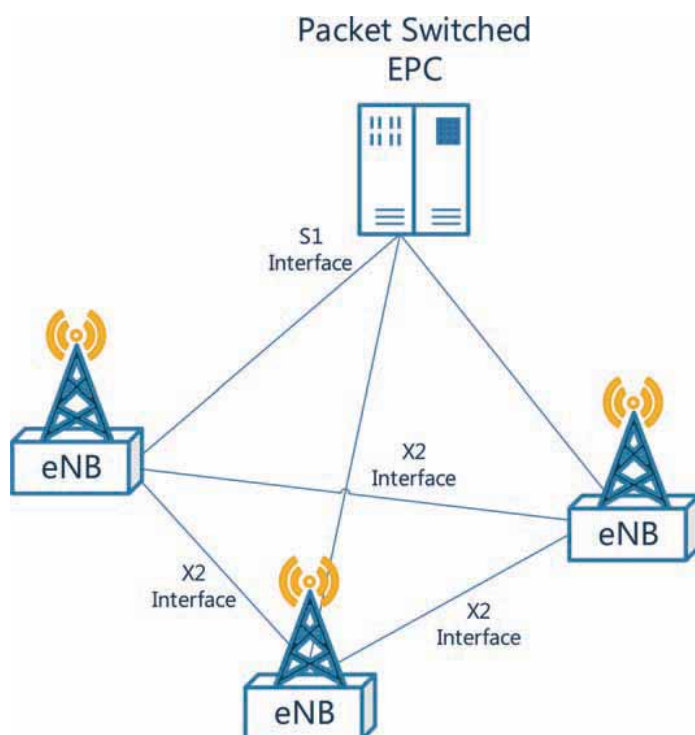 Packet Switched
EPC
S1
Interface
eNB
X2
Interface
eNB
X2
Interface
X2
Interface
eNB